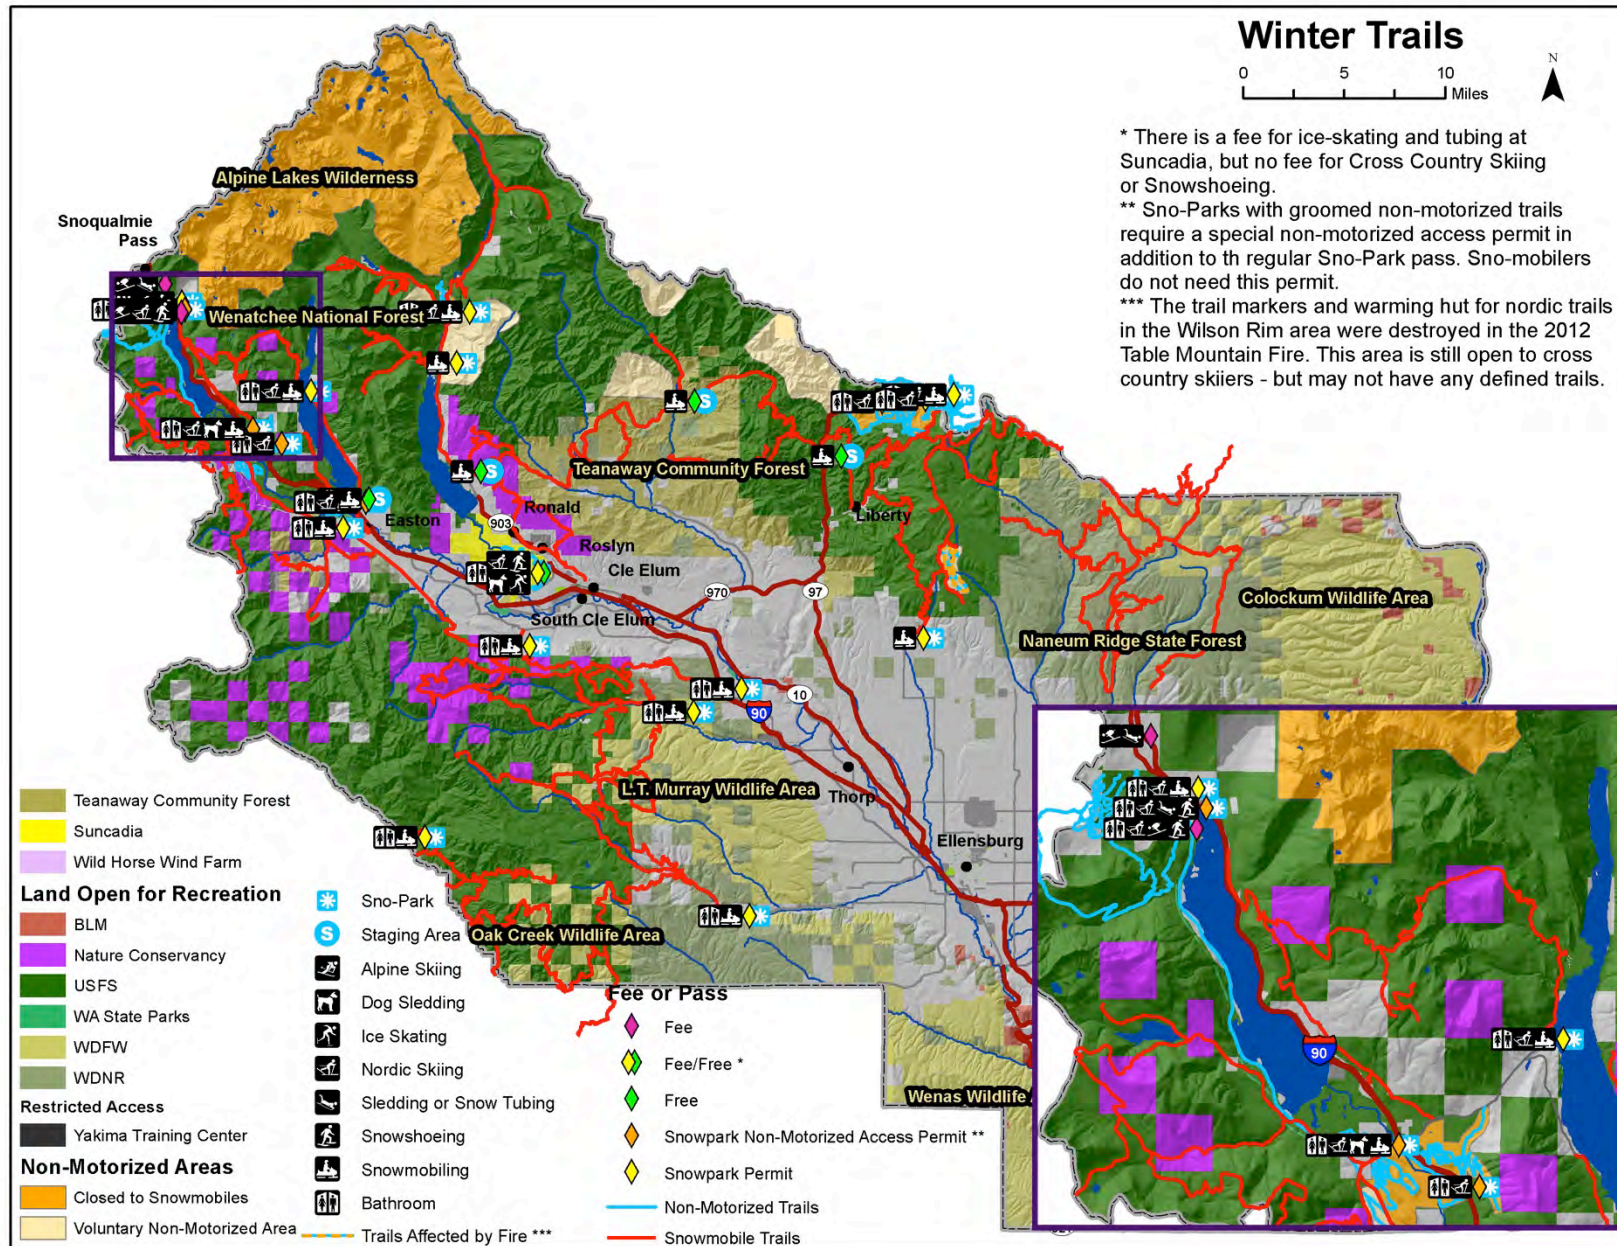 Winter Trails
0 5 10
Miles
N
* There is a fee for ice-skating and tubing at
Suncadia, but no fee for Cross Country Skiing
or Snowshoeing.
** Sno-Parks with groomed non-motorized trails
require a special non-motorized access permit in
addition to th regular Sno-Park pass. Sno-mobilers
do not need this permit.
*** The trail markers and warming hut for nordic trails
in the Wilson Rim area were destroyed in the 2012
Table Mountain Fire. This area is still open to cross
country skiiers - but may not have any defined trails.
Alpine Lakes Wilderness
Snoqualmie
Pass
Wenatchee National Forest
S
S
Teanaway Community Forest
S
Liberty
S
Easton
903
Ronald
Roslyn
Cle Elum
South Cle Elum
970
97
Colockum Wildlife Area
Naneum Ridge State Forest
10
90
L.T. Murray Wildlife Area
Thorp
Ellensburg
Oak Creek Wildlife Area
Wenas Wildlife
90
Teanaway Community Forest
Suncadia
Wild Horse Wind Farm
Land Open for Recreation
BLM
Nature Conservancy
USFS
WA State Parks
WDFW
WDNR
Restricted Access
Yakima Training Center
Non-Motorized Areas
Closed to Snowmobiles
Voluntary Non-Motorized Area
Sno-Park
S Staging Area
Alpine Skiing
Dog Sledding
Ice Skating
Nordic Skiing
Sledding or Snow Tubing
Snowshoeing
Snowmobiling
Bathroom
Trails Affected by Fire ***
Fee or Pass
Fee
Fee/Free *
Free
Snowpark Non-Motorized Access Permit **
Snowpark Permit
Non-Motorized Trails
Snowmobile Trails